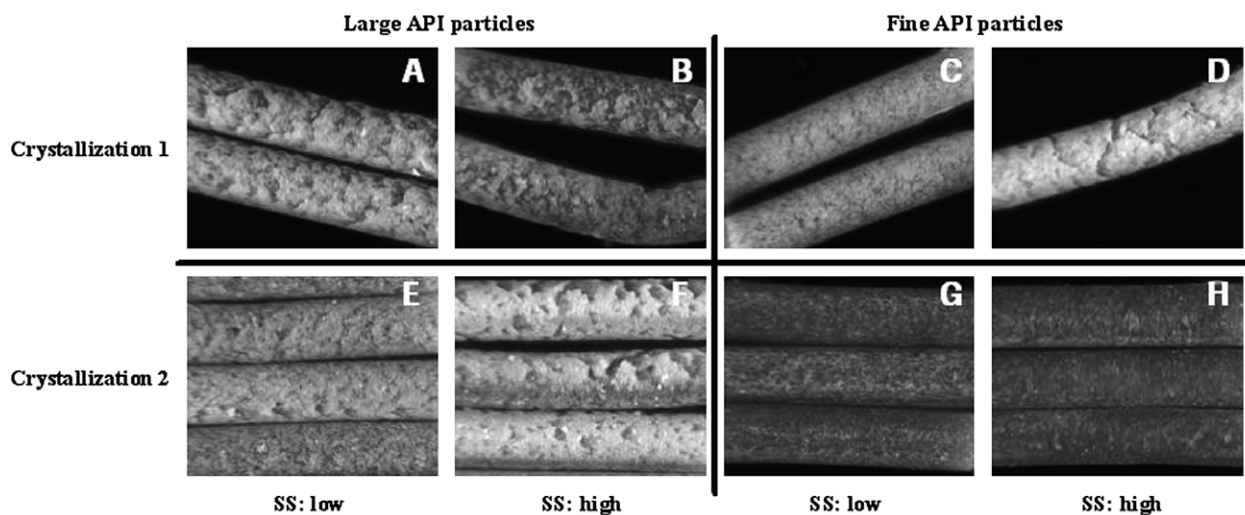 Large API particles
Fine API particles
A
B
C
D
Crystallization 1
E
F
G
H
Crystallization 2
SS: low
SS: high
SS: low
SS: high